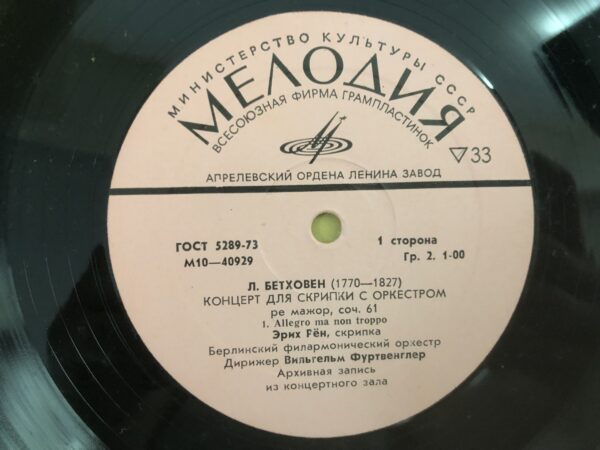 МИНИСТЕРСТВО КУЛЬТУРЫ СССР
МЕЛОДИЯ
ВСЕСОЮЗНАЯ ФИРМА ГРАМПЛАСТИНОК
▽33
АПРЕЛЕВСКИЙ ОРДЕНА ЛЕНИНА ЗАВОД
ГОСТ 5289-73
1 сторона
М10—40929
Гр. 2. 1-00
Л. БЕТХОВЕН (1770—1827)
КОНЦЕРТ ДЛЯ СКРИПКИ С ОРКЕСТРОМ
ре мажор, соч. 61
1. Allegro ma non troppo
Эрих Рён, скрипка
Берлинский филармонический оркестр
Дирижер Вильгельм Фуртвенглер
Архивная запись
из концертного зала